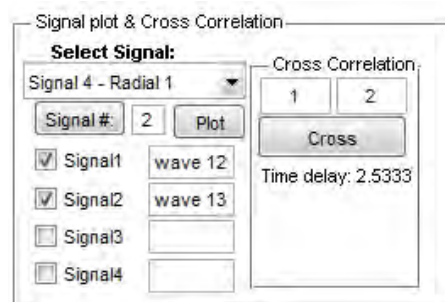 Signal plot & Cross Correlation
Select Signal:
Signal 4 - Radial 1
Signal #: 2 Plot
Signal1 wave 12
Signal2 wave 13
Signal3
Signal4
Cross Correlation
1 2
Cross
Time delay: 2.5333